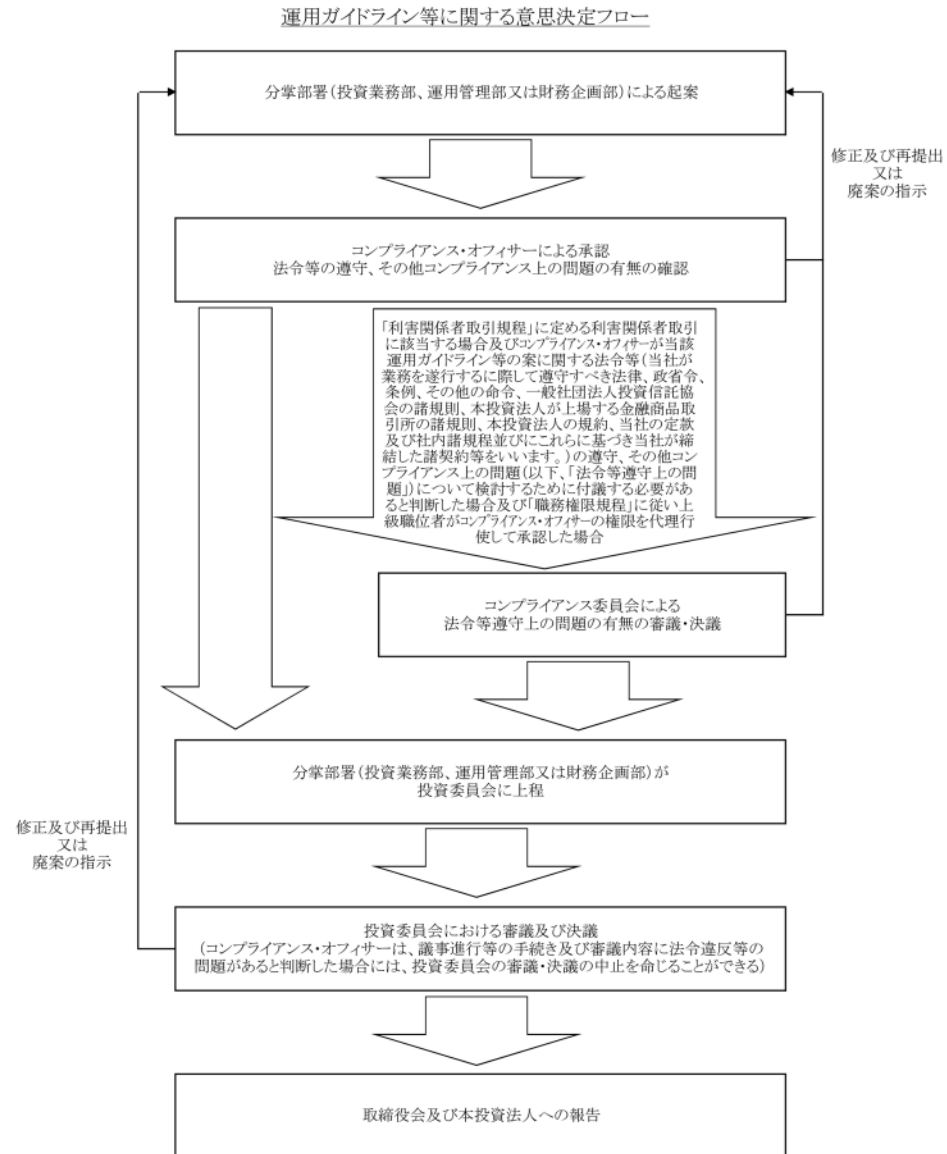 運用ガイドライン等に関する意思決定フロー
分掌部署(投資業務部、運用管理部又は財務企画部)による起案
修正及び再提出
又は
廃案の指示
コンプライアンス・オフィサーによる承認
法令等の遵守、その他コンプライアンス上の問題の有無の確認
「利害関係者取引規程」に定める利害関係者取引
に該当する場合及びコンプライアンス・オフィサーが当該
運用ガイドライン等の案に関する法令等(当社が
業務を遂行するに際して遵守すべき法律、政省令、
条例、その他の命令、一般社団法人投資信託協
会の諸規則、本投資法人が上場する金融商品取
引所の諸規則、本投資法人の規約、当社の定款
及び社内諸規程並びにこれらに基づき当社が締
結した諸契約等をいいます。)の遵守、その他コン
プライアンス上の問題(以下、「法令等遵守上の問
題」)について検討するために付議する必要があ
ると判断した場合及び「職務権限規程」に従い上
級職位者がコンプライアンス・オフィサーの権限を代理行
使して承認した場合
コンプライアンス委員会による
法令等遵守上の問題の有無の審議・決議
分掌部署(投資業務部、運用管理部又は財務企画部)が
投資委員会に上程
修正及び再提出
又は
廃案の指示
投資委員会における審議及び決議
(コンプライアンス・オフィサーは、議事進行等の手続き及び審議内容に法令違反等の
問題があると判断した場合には、投資委員会の審議・決議の中止を命じることができる)
取締役会及び本投資法人への報告